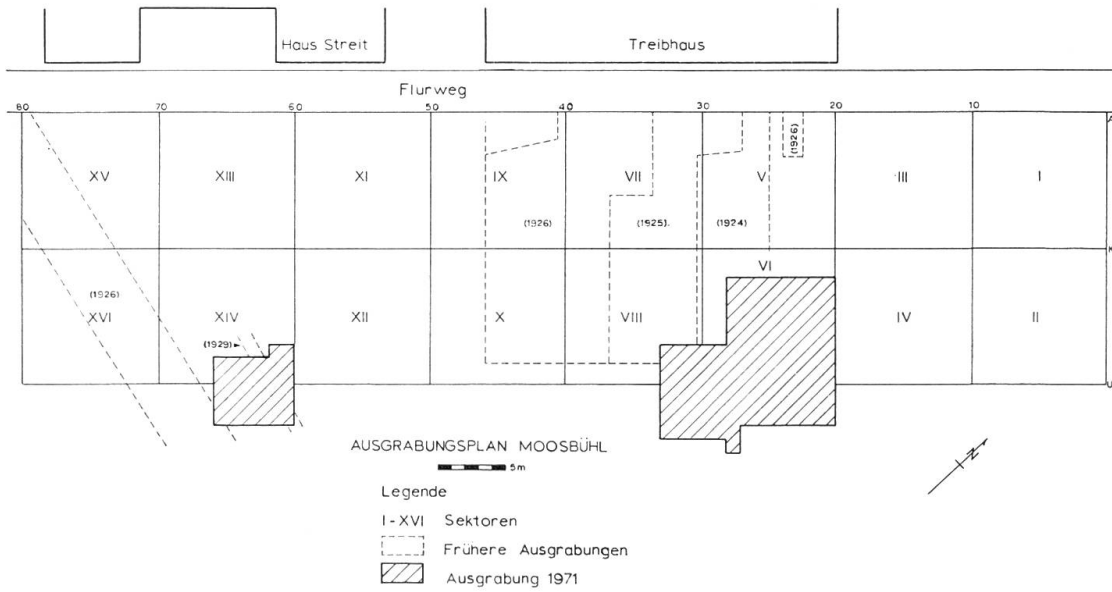 Haus Streit Treibhaus
Flurweg
80 70 60 50 40 30 20 10
A
(1926)
XV XIII XI IX VII V III I
(1926) (1925). (1924)
K
VI
(1926)
XVI XIV XII X VIII IV II
(1929)
U
AUSGRABUNGSPLAN MOOSBÜHL
5m
N
Legende
I-XVI Sektoren
Frühere Ausgrabungen
Ausgrabung 1971